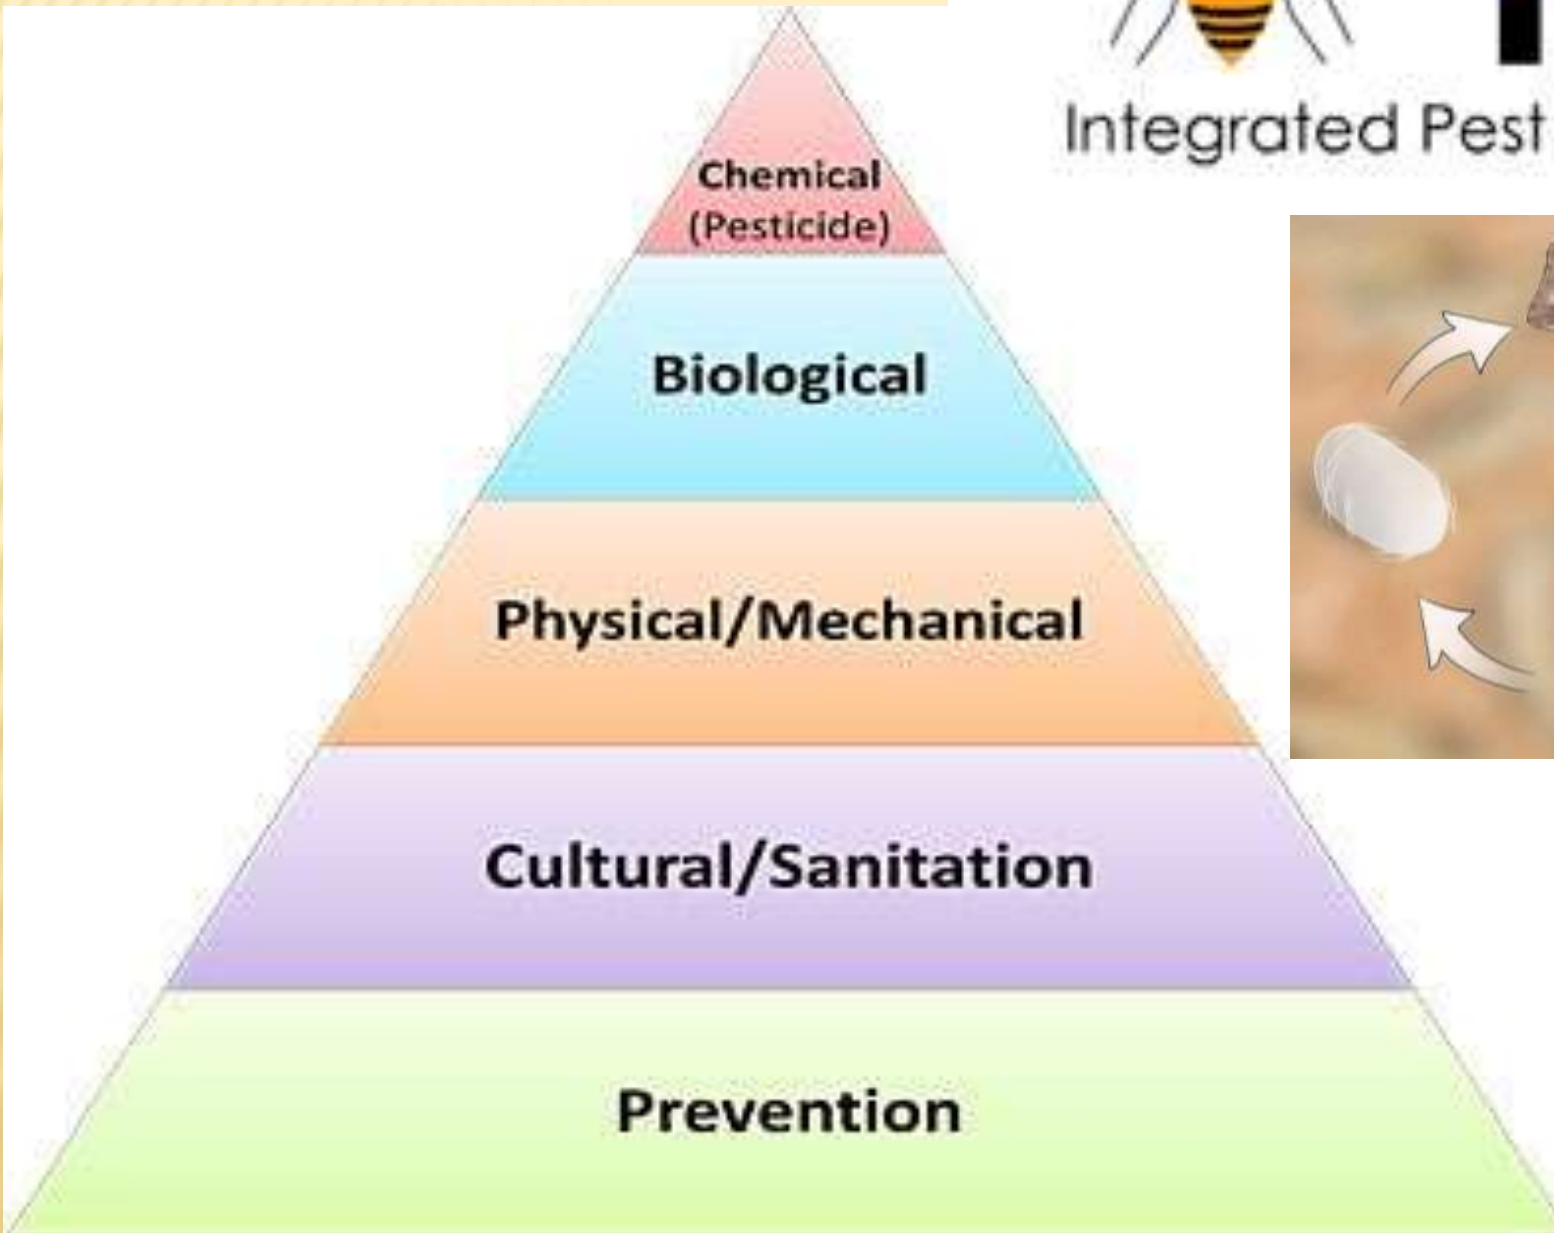 Integrated Pest
Chemical
(Pesticide)
Biological
Physical/Mechanical
Cultural/Sanitation
Prevention